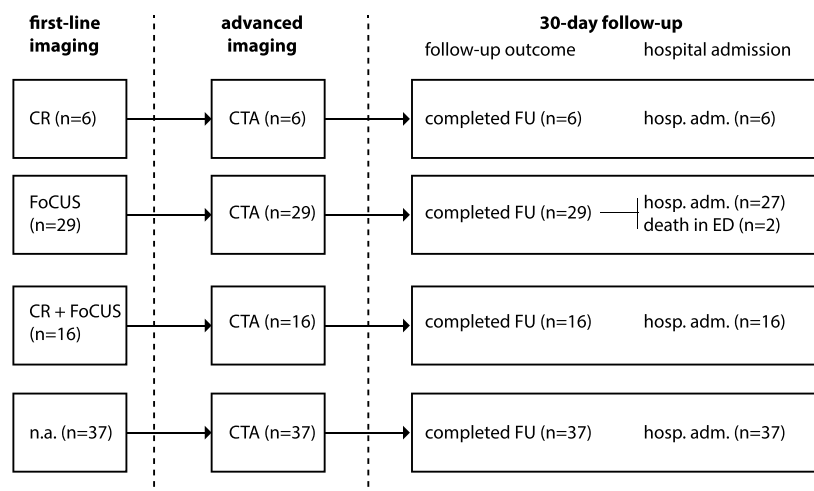 first-line
imaging
advanced
imaging
30-day follow-up
follow-up outcome
hospital admission
CR (n=6)
CTA (n=6)
completed FU (n=6)
hosp. adm. (n=6)
FoCUS
(n=29)
CTA (n=29)
completed FU (n=29)
hosp. adm. (n=27)
death in ED (n=2)
CR + FoCUS
(n=16)
CTA (n=16)
completed FU (n=16)
hosp. adm. (n=16)
n.a. (n=37)
CTA (n=37)
completed FU (n=37)
hosp. adm. (n=37)